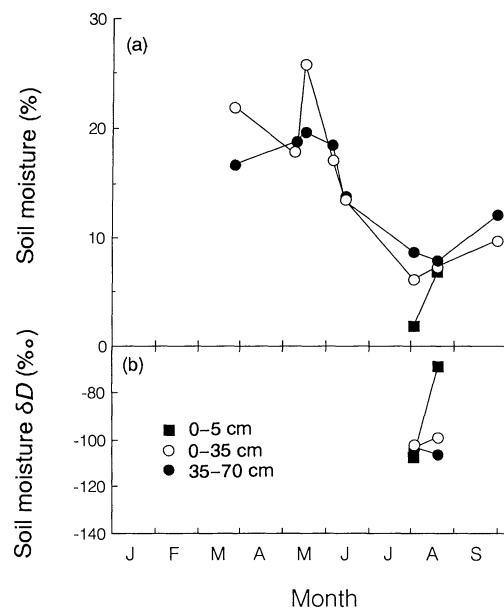 (a)
Soil moisture (%)
30
20
10
0
(b)
Soil moisture δD (‰)
-80
-100
-120
-140
0–5 cm
0–35 cm
35–70 cm
J F M A M J J A S
Month